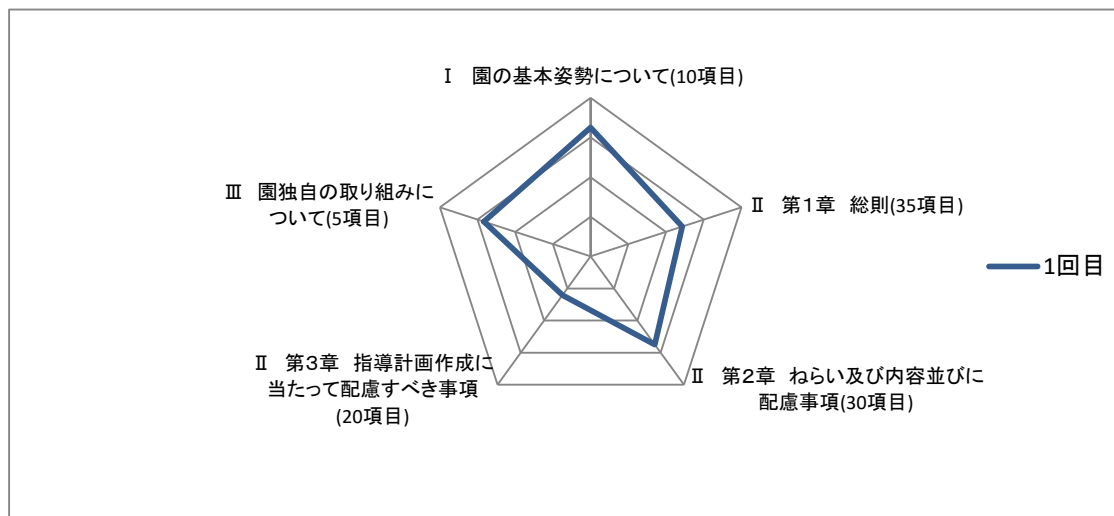 Ⅰ　園の基本姿勢について(10項目)
Ⅱ　第１章　総則(35項目)
Ⅱ　第２章　ねらい及び内容並びに
配慮事項(30項目)
Ⅱ　第３章　指導計画作成に
当たって配慮すべき事項
(20項目)
Ⅲ　園独自の取り組みに
ついて(5項目)
1回目